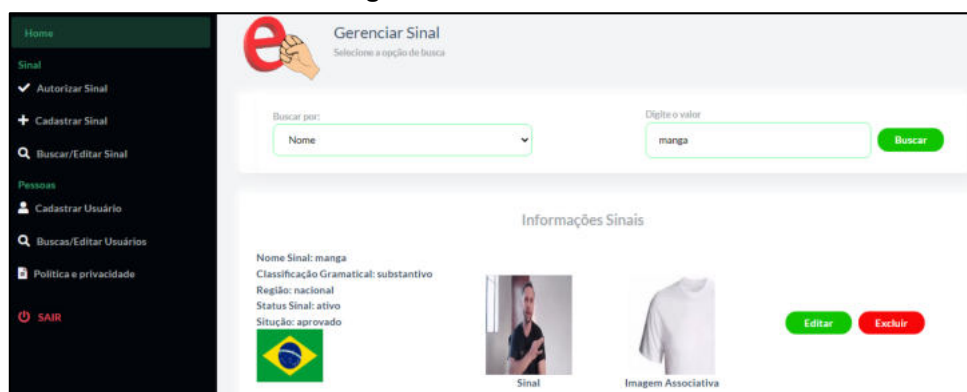 Home
Sinal
Autorizar Sinal
Cadastrar Sinal
Buscar/Editar Sinal
Pessoas
Cadastrar Usuário
Buscas/Editar Usuários
Política e privacidade
SAIR
e
Gerenciar Sinal
Selecione a opção de busca
Buscar por:
Nome
Digite o valor
manga
Buscar
Informações Sinais
Nome Sinal: manga
Classificação Gramatical: substantivo
Região: nacional
Status Sinal: ativo
Situção: aprovado
Sinal
Imagem Associativa
Editar
Excluir